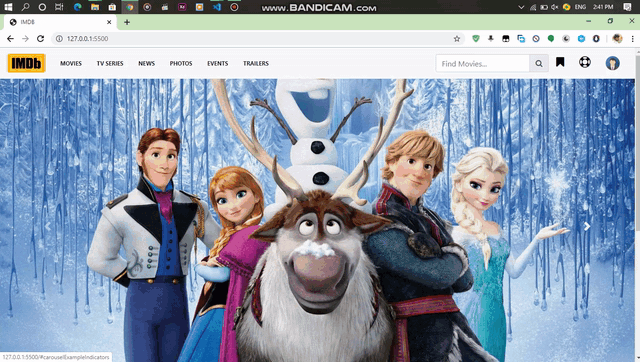 WWW.BANDICAM.COM
ENG 2:41 PM
IMDB
127.0.0.1:5500
IMDb MOVIES TV SERIES NEWS PHOTOS EVENTS TRAILERS Find Movies...
127.0.0.1:5500/#carouselExampleIndicators